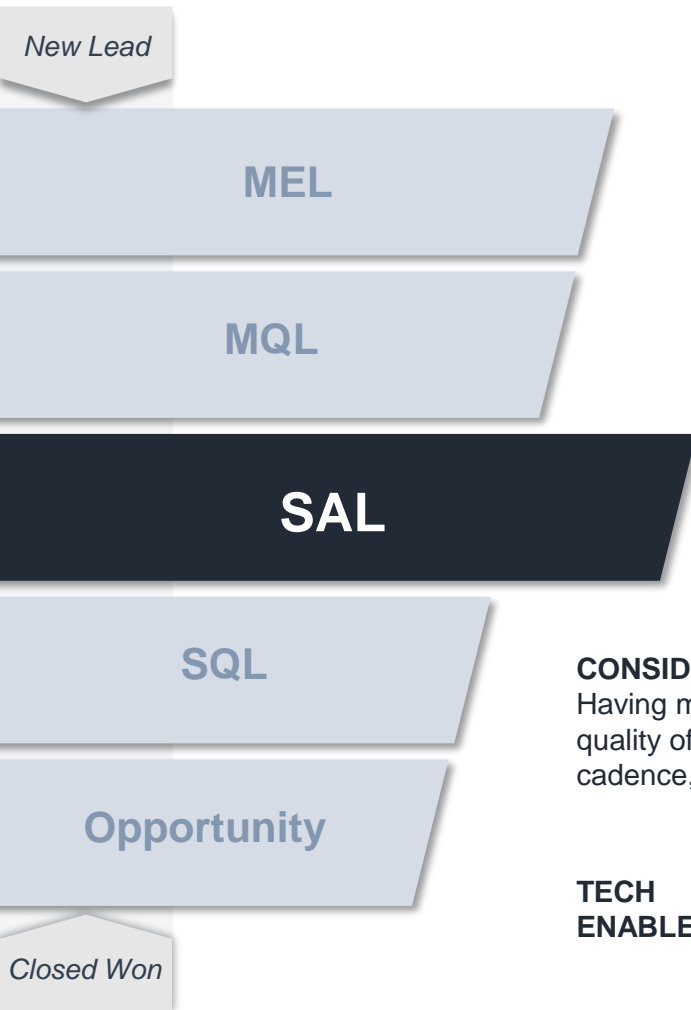 New Lead
MEL
MQL
SAL
SQL
Opportunity
Closed Won
CONSID
Having m
quality of
cadence,
TECH
ENABLE